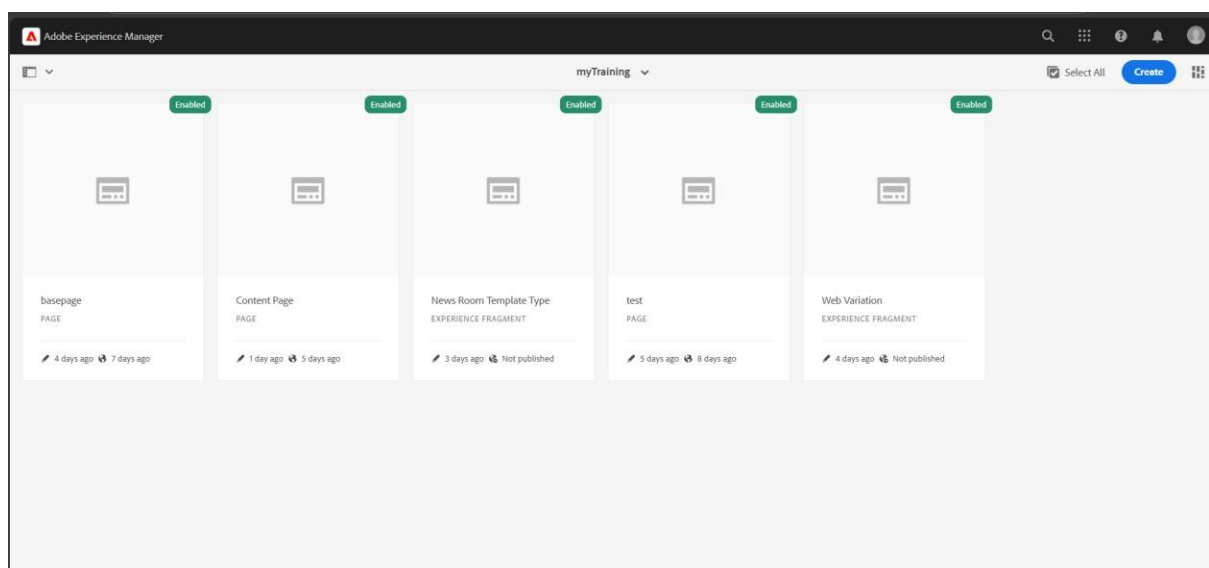 Adobe Experience Manager
myTraining
Select All
Create
Enabled
Enabled
Enabled
Enabled
Enabled
basepage
PAGE
4 days ago 7 days ago
Content Page
PAGE
1 day ago 5 days ago
News Room Template Type
EXPERIENCE FRAGMENT
3 days ago Not published
test
PAGE
5 days ago 8 days ago
Web Variation
EXPERIENCE FRAGMENT
4 days ago Not published